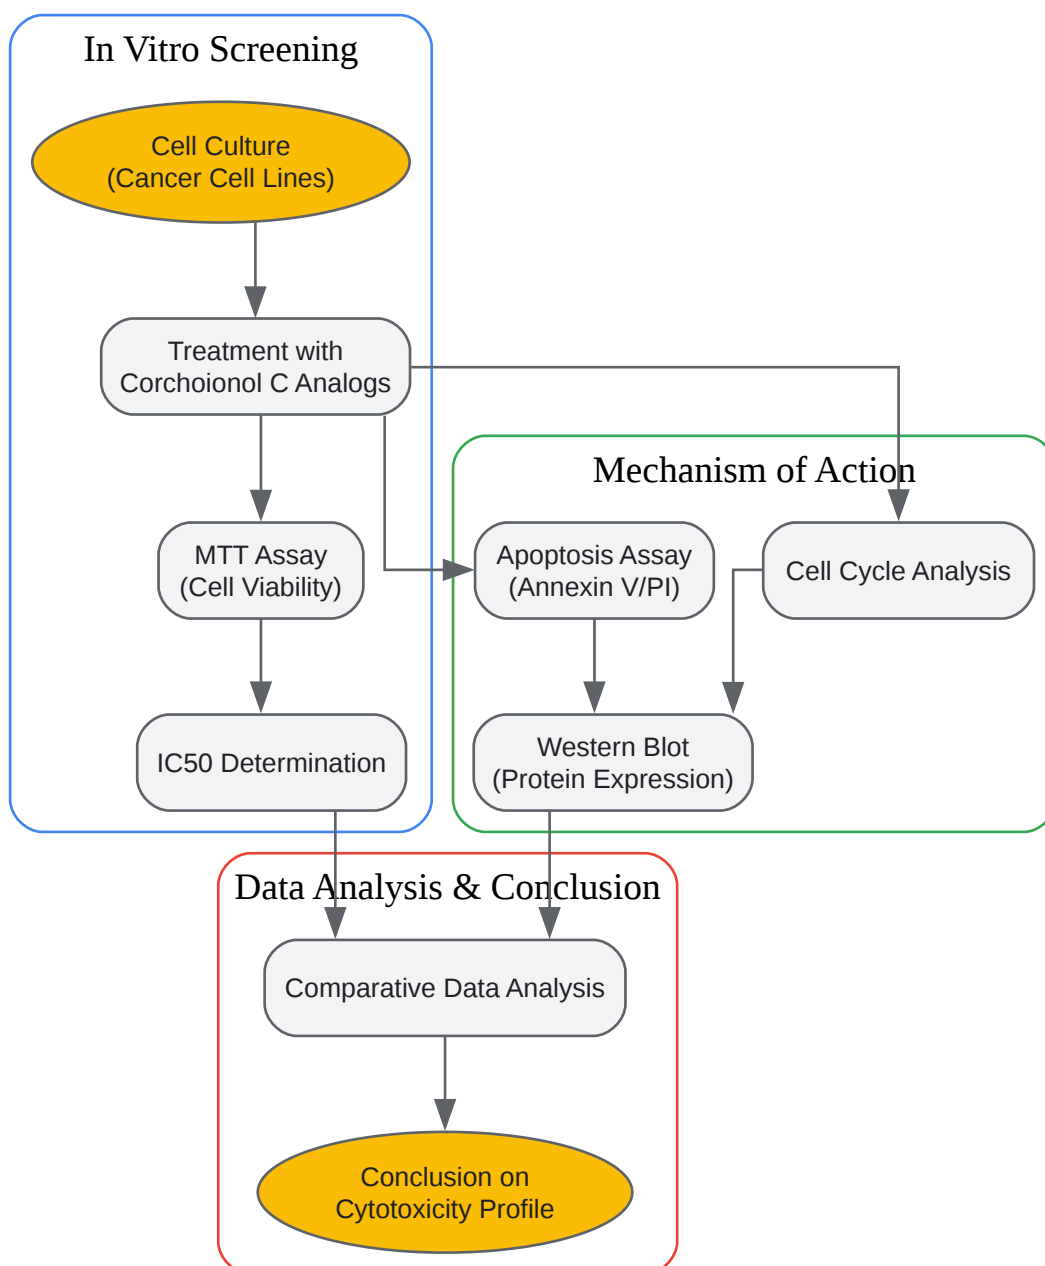 In Vitro Screening
Cell Culture
(Cancer Cell Lines)
Treatment with
Corchoionol C Analogs
MTT Assay
(Cell Viability)
IC50 Determination
Mechanism of Action
Apoptosis Assay
(Annexin V/PI)
Cell Cycle Analysis
Western Blot
(Protein Expression)
Data Analysis & Conclusion
Comparative Data Analysis
Conclusion on
Cytotoxicity Profile